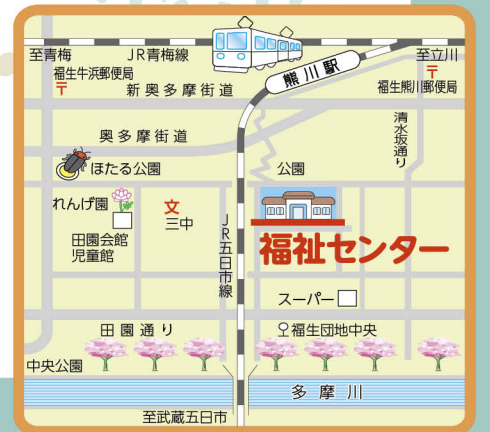 至青梅
JR青梅線
至立川
福生牛浜郵便局
熊川駅
福生熊川郵便局
新奥多摩街道
清水坂通り
奥多摩街道
ほたる公園
公園
れんげ園
文
三中
田園会館
児童館
JR五日市線
福祉センター
スーパー
田園通り
福生団地中央
中央公園
多摩川
至武蔵五日市